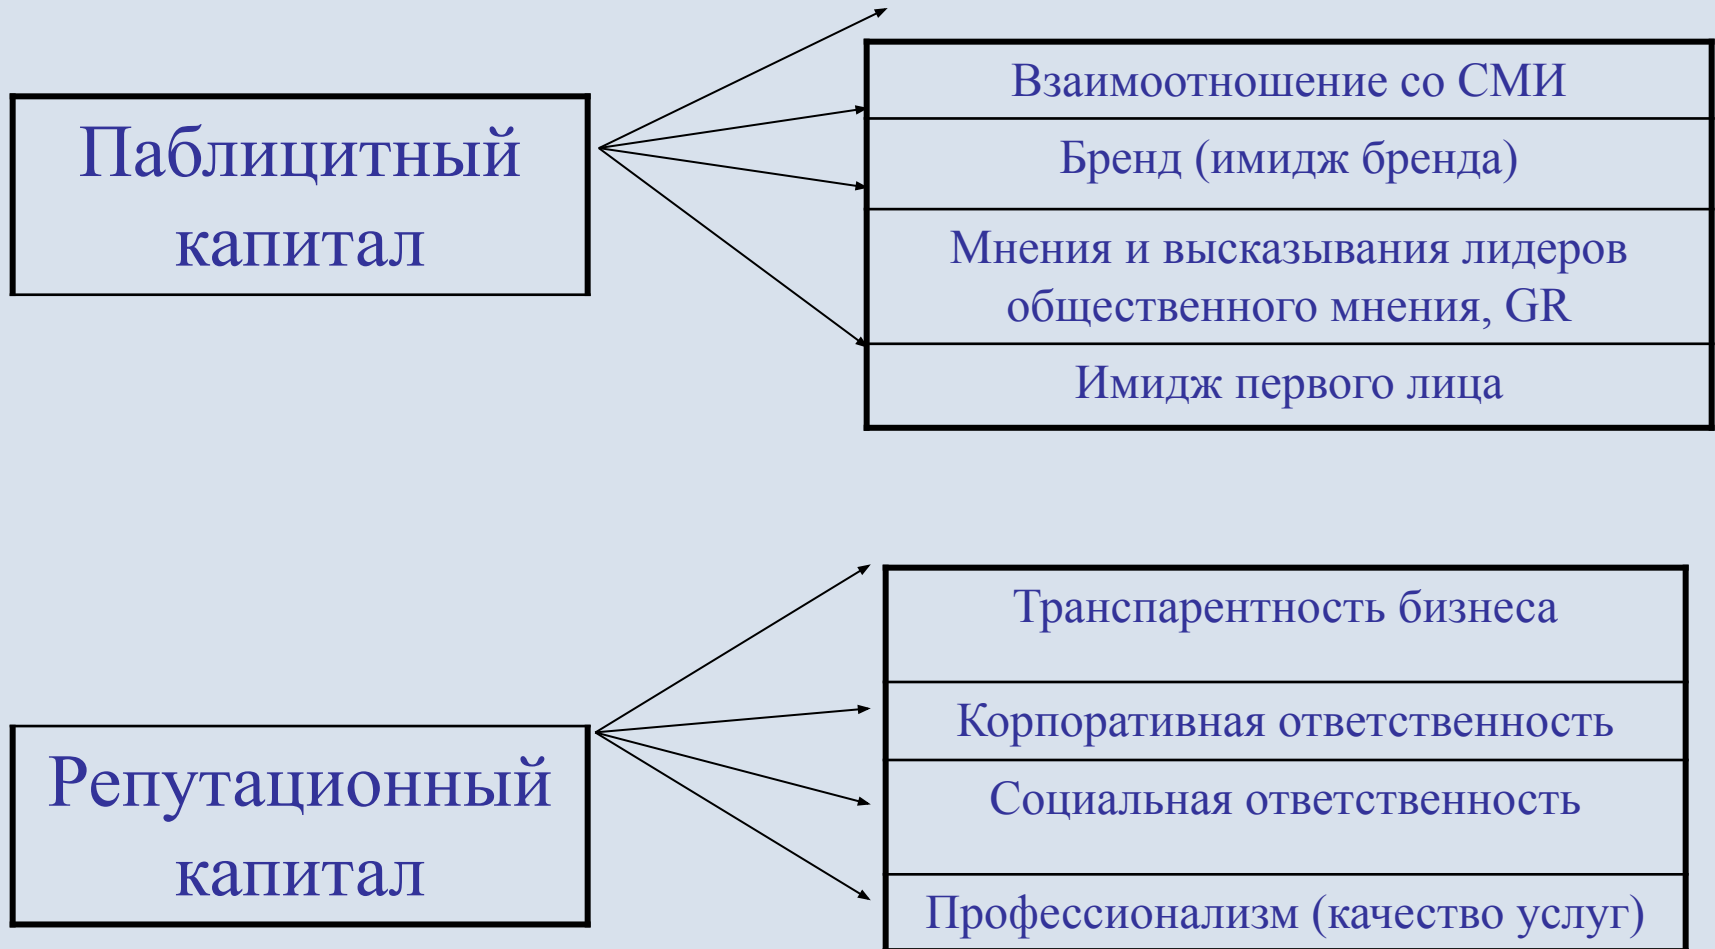 Паблицитный
капитал
Взаимоотношение со СМИ
Бренд (имидж бренда)
Мнения и высказывания лидеров
общественного мнения, GR
Имидж первого лица
Репутационный
капитал
Транспарентность бизнеса
Корпоративная ответственность
Социальная ответственность
Профессионализм (качество услуг)